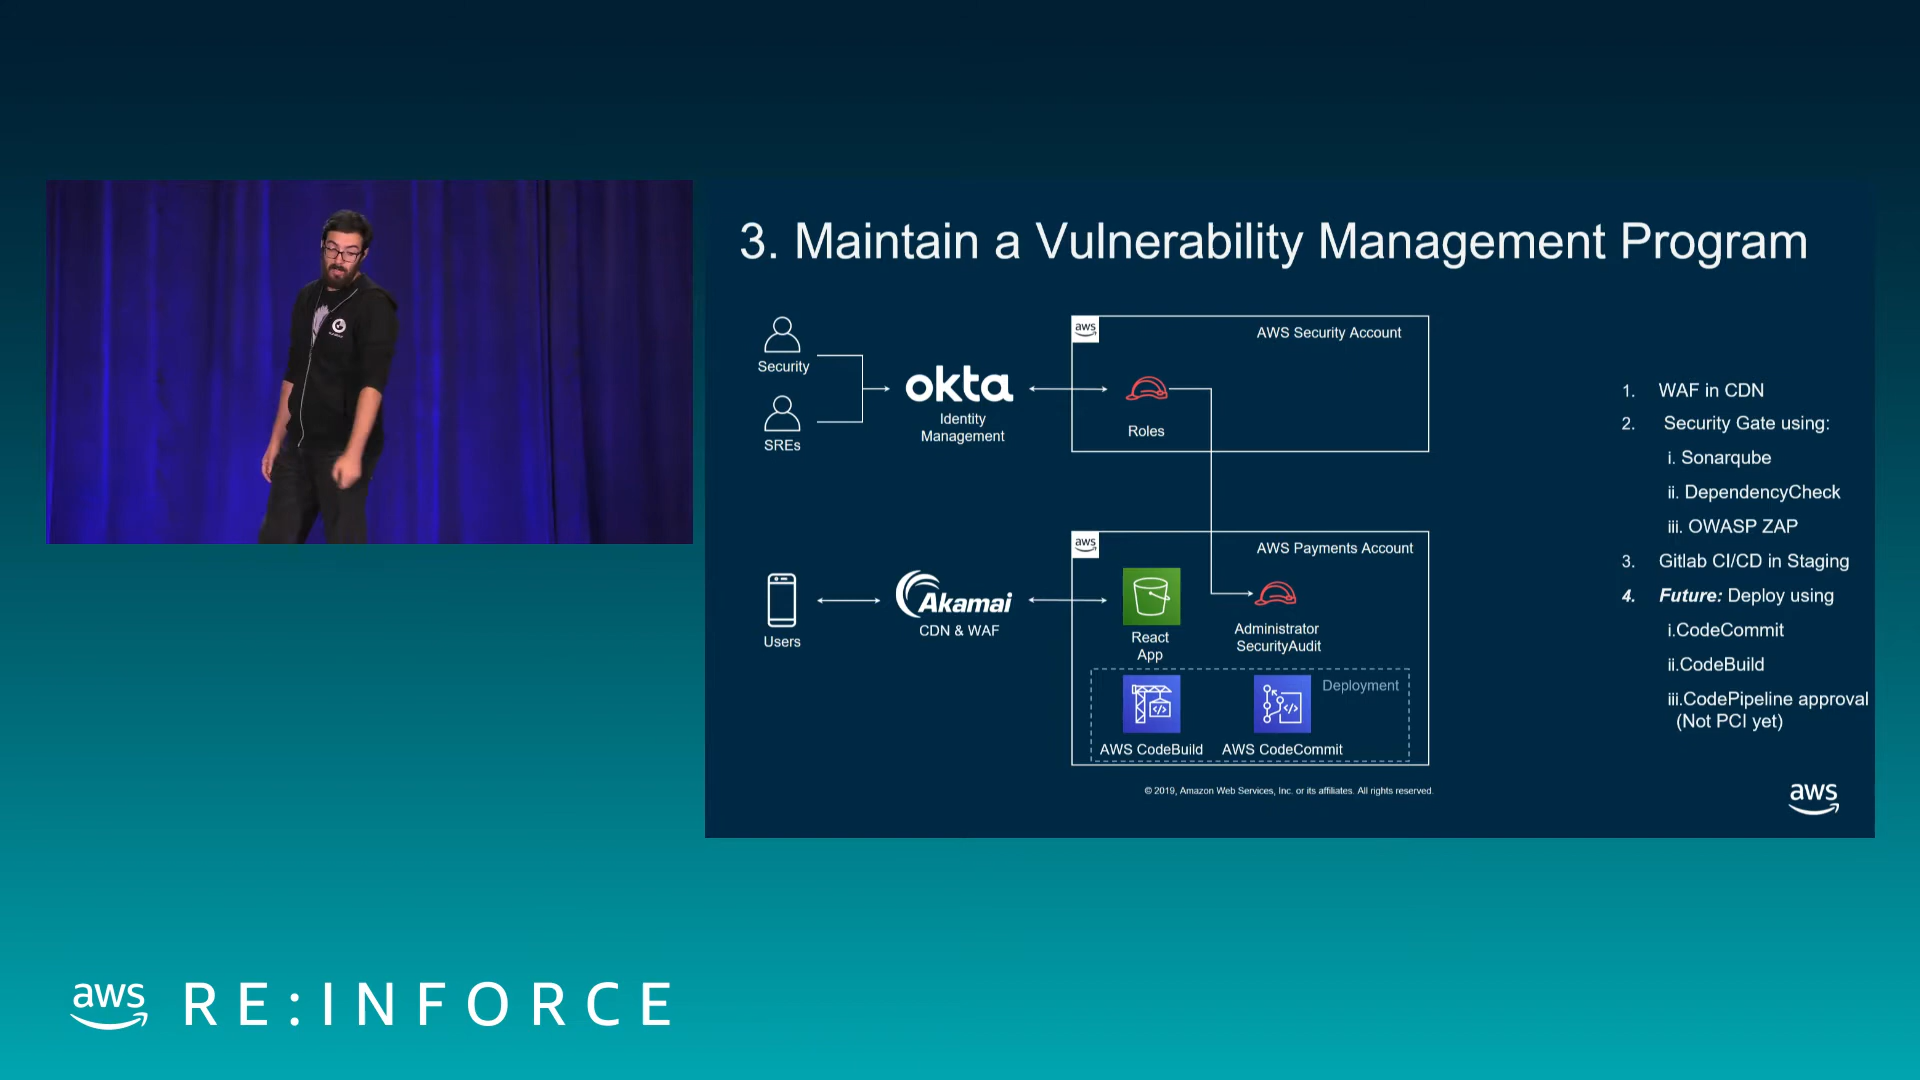 3. Maintain a Vulnerability Management Program
Security
SREs
okta
Identity
Management
aws
AWS Security Account
Roles
Users
Akamai
CDN & WAF
aws
AWS Payments Account
React
App
Administrator
SecurityAudit
Deployment
AWS CodeBuild
AWS CodeCommit
1. WAF in CDN
2. Security Gate using:
i. Sonarqube
ii. DependencyCheck
iii. OWASP ZAP
3. Gitlab CI/CD in Staging
4. Future: Deploy using
i.CodeCommit
ii.CodeBuild
iii.CodePipeline approval
(Not PCI yet)
© 2019, Amazon Web Services, Inc. or its affiliates. All rights reserved.
aws
aws RE:INFORCE